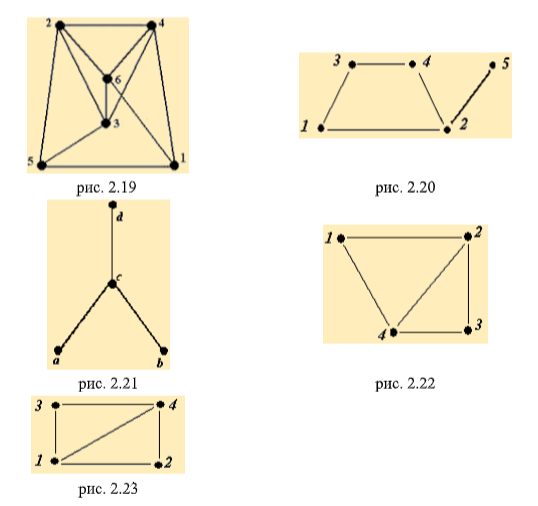 2 4
6
3
5 1
рис. 2.19
3 4 5
1 2
рис. 2.20
d
c
a b
рис. 2.21
1 2
4 3
рис. 2.22
3 4
1 2
рис. 2.23